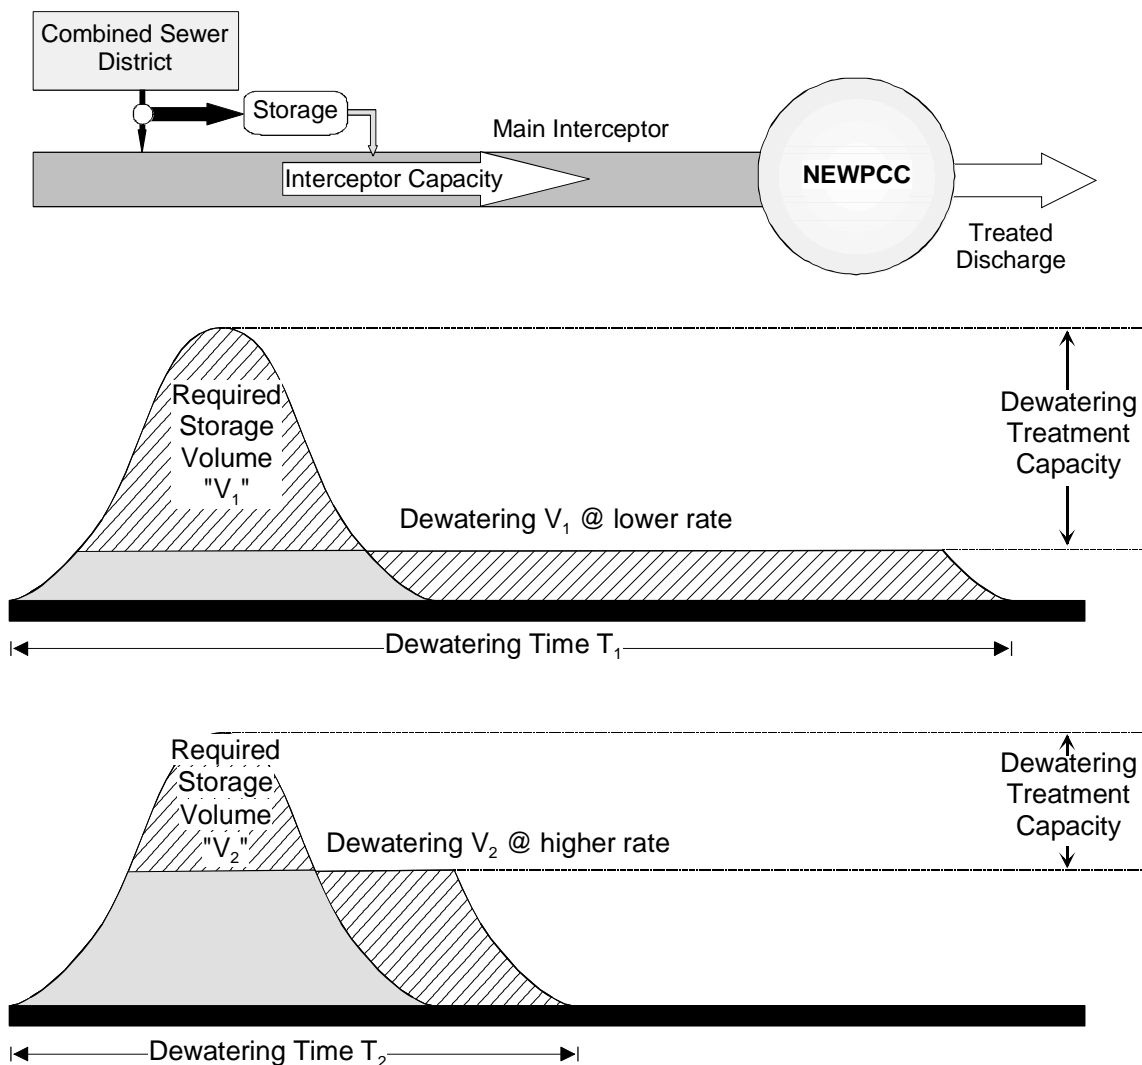 Combined Sewer
District
Storage
Main Interceptor
Interceptor Capacity
NEWPCC
Treated
Discharge
Required
Storage
Volume
"V₁"
Dewatering
Treatment
Capacity
Dewatering V₁ @ lower rate
Dewatering Time T₁
Required
Storage
Volume
"V₂"
Dewatering
Treatment
Capacity
Dewatering V₂ @ higher rate
Dewatering Time T₂